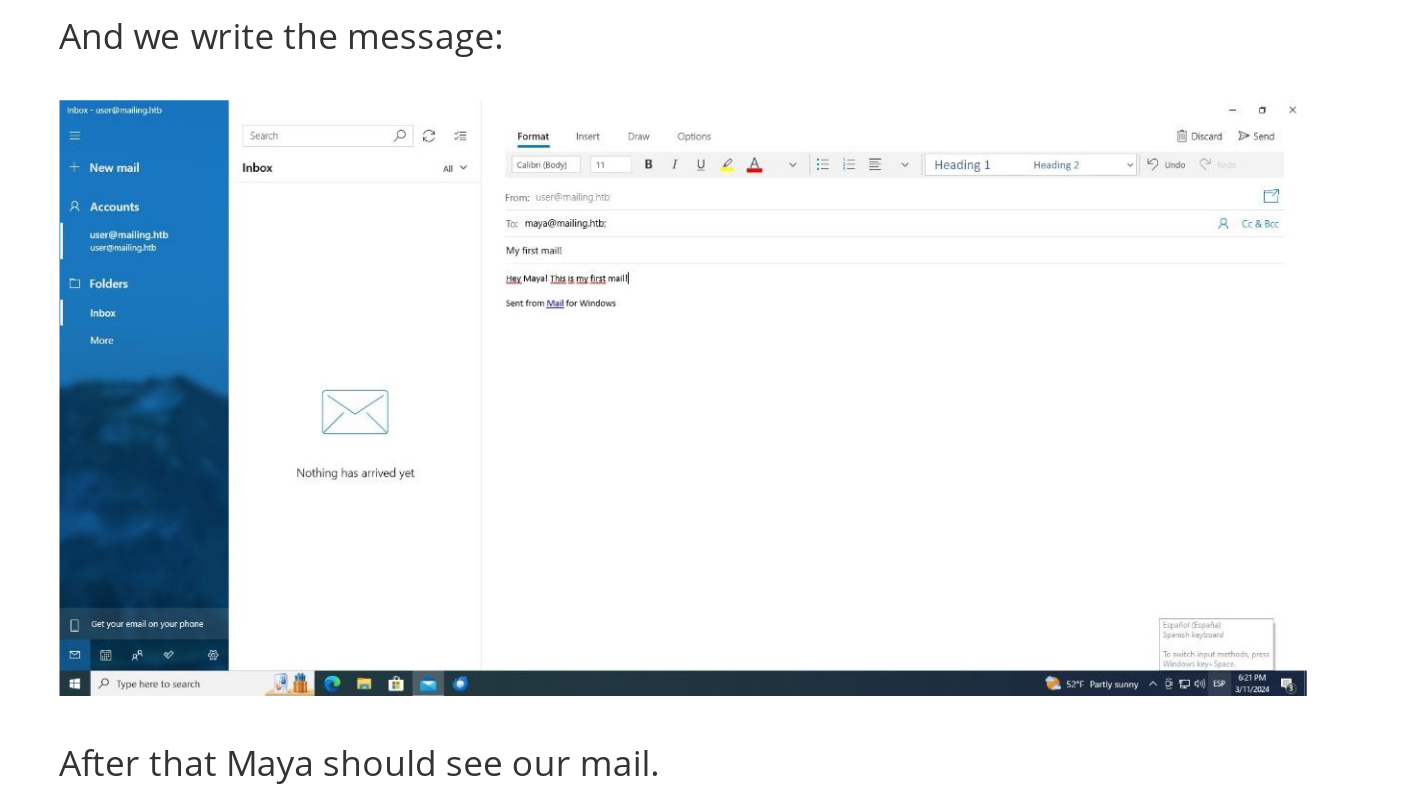 And we write the message:
Inbox - user@mailing.htb
New mail
Accounts
user@mailing.htb
user@mailing.htb
Folders
Inbox
More
Get your email on your phone
Search
Inbox
All
Nothing has arrived yet
Format Insert Draw Options
Discard Send
Calibri (Body) 11 B I U A Heading 1 Heading 2 Undo Redo
From: user@mailing.htb
To: maya@mailing.htb;
Cc & Bcc
My first mail!
Hey Maya! This is my first mail!
Sent from Mail for Windows
Español (España)
Spanish keyboard
To switch input methods, press
Windows key+Space.
Type here to search
52°F Partly sunny
ESP
6:21 PM
3/11/2024
3
After that Maya should see our mail.